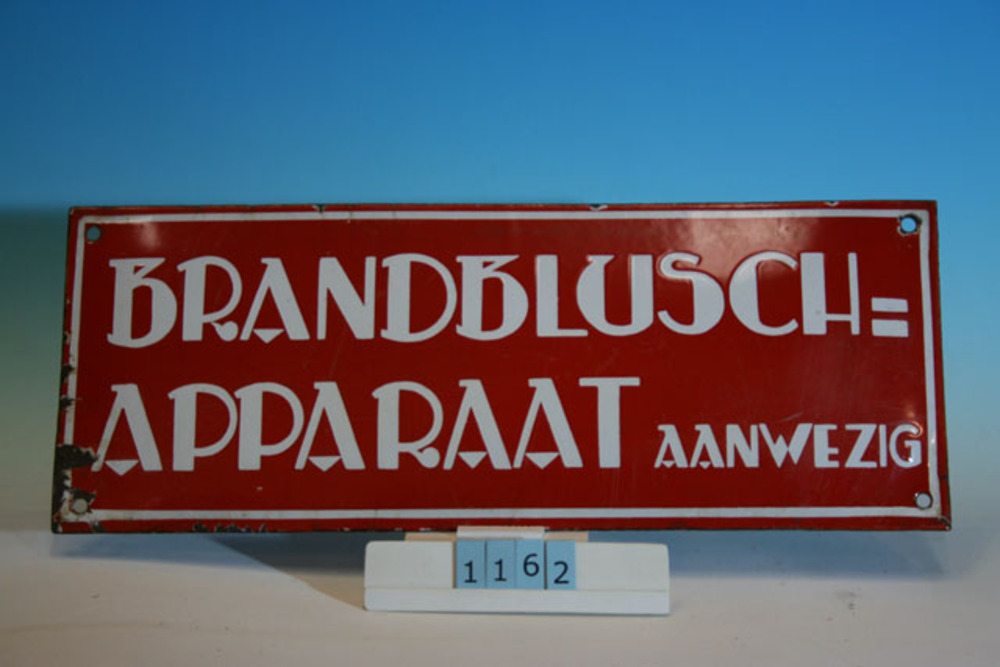 BRANDBLUSCH=
APPARAAT AANWEZIG
1162